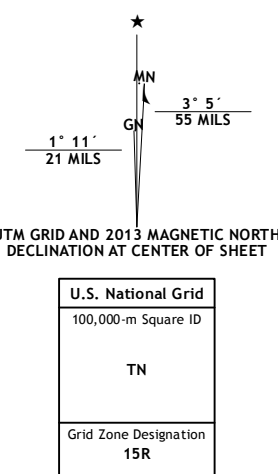 MN
3° 5´
55 MILS
GN
1° 11´
21 MILS
UTM GRID AND 2013 MAGNETIC NORTH
DECLINATION AT CENTER OF SHEET
U.S. National Grid
100,000-m Square ID
TN
Grid Zone Designation
15R